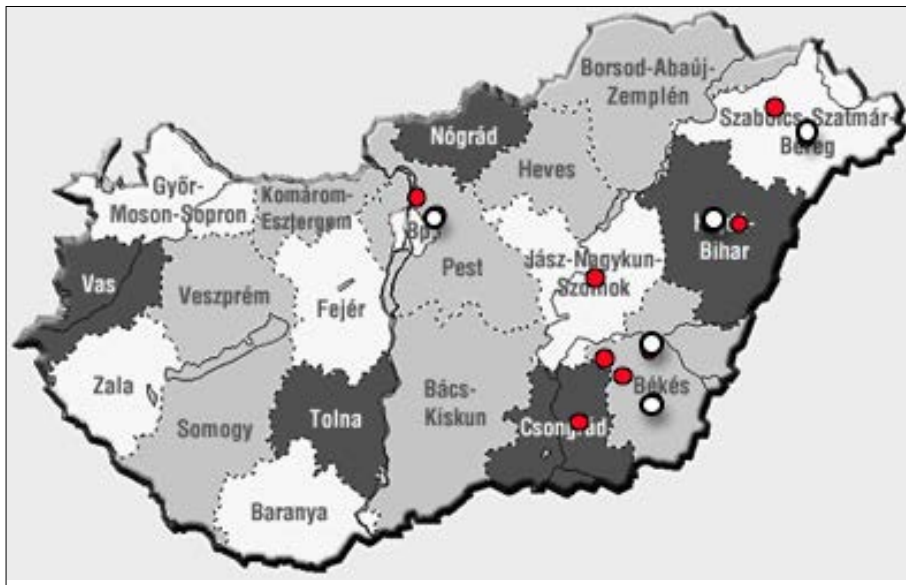 Borsod-Abaúj-
Zemplén
Szabolcs-Szatmár-
Bereg
Nógrád
Heves
Győr-
Moson-Sopron
Komárom-
Esztergom
Bp.
Pest
Jász-Nagykun-
Szolnok
Bihar
Vas
Veszprém
Fejér
Zala
Somogy
Tolna
Bács-
Kiskun
Csongrád
Békés
Baranya